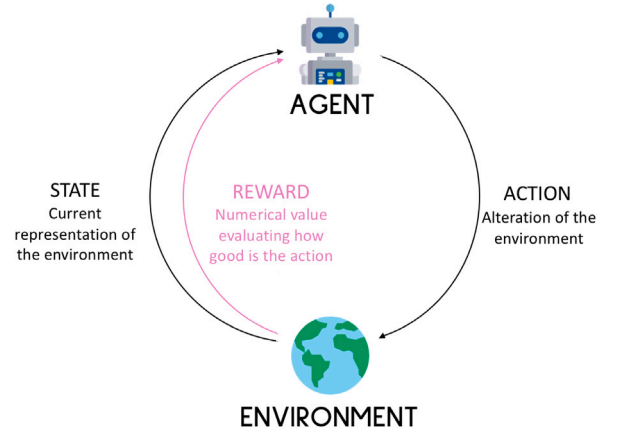 AGENT
STATE
Current
representation of
the environment
REWARD
Numerical value
evaluating how
good is the action
ACTION
Alteration of the
environment
ENVIRONMENT